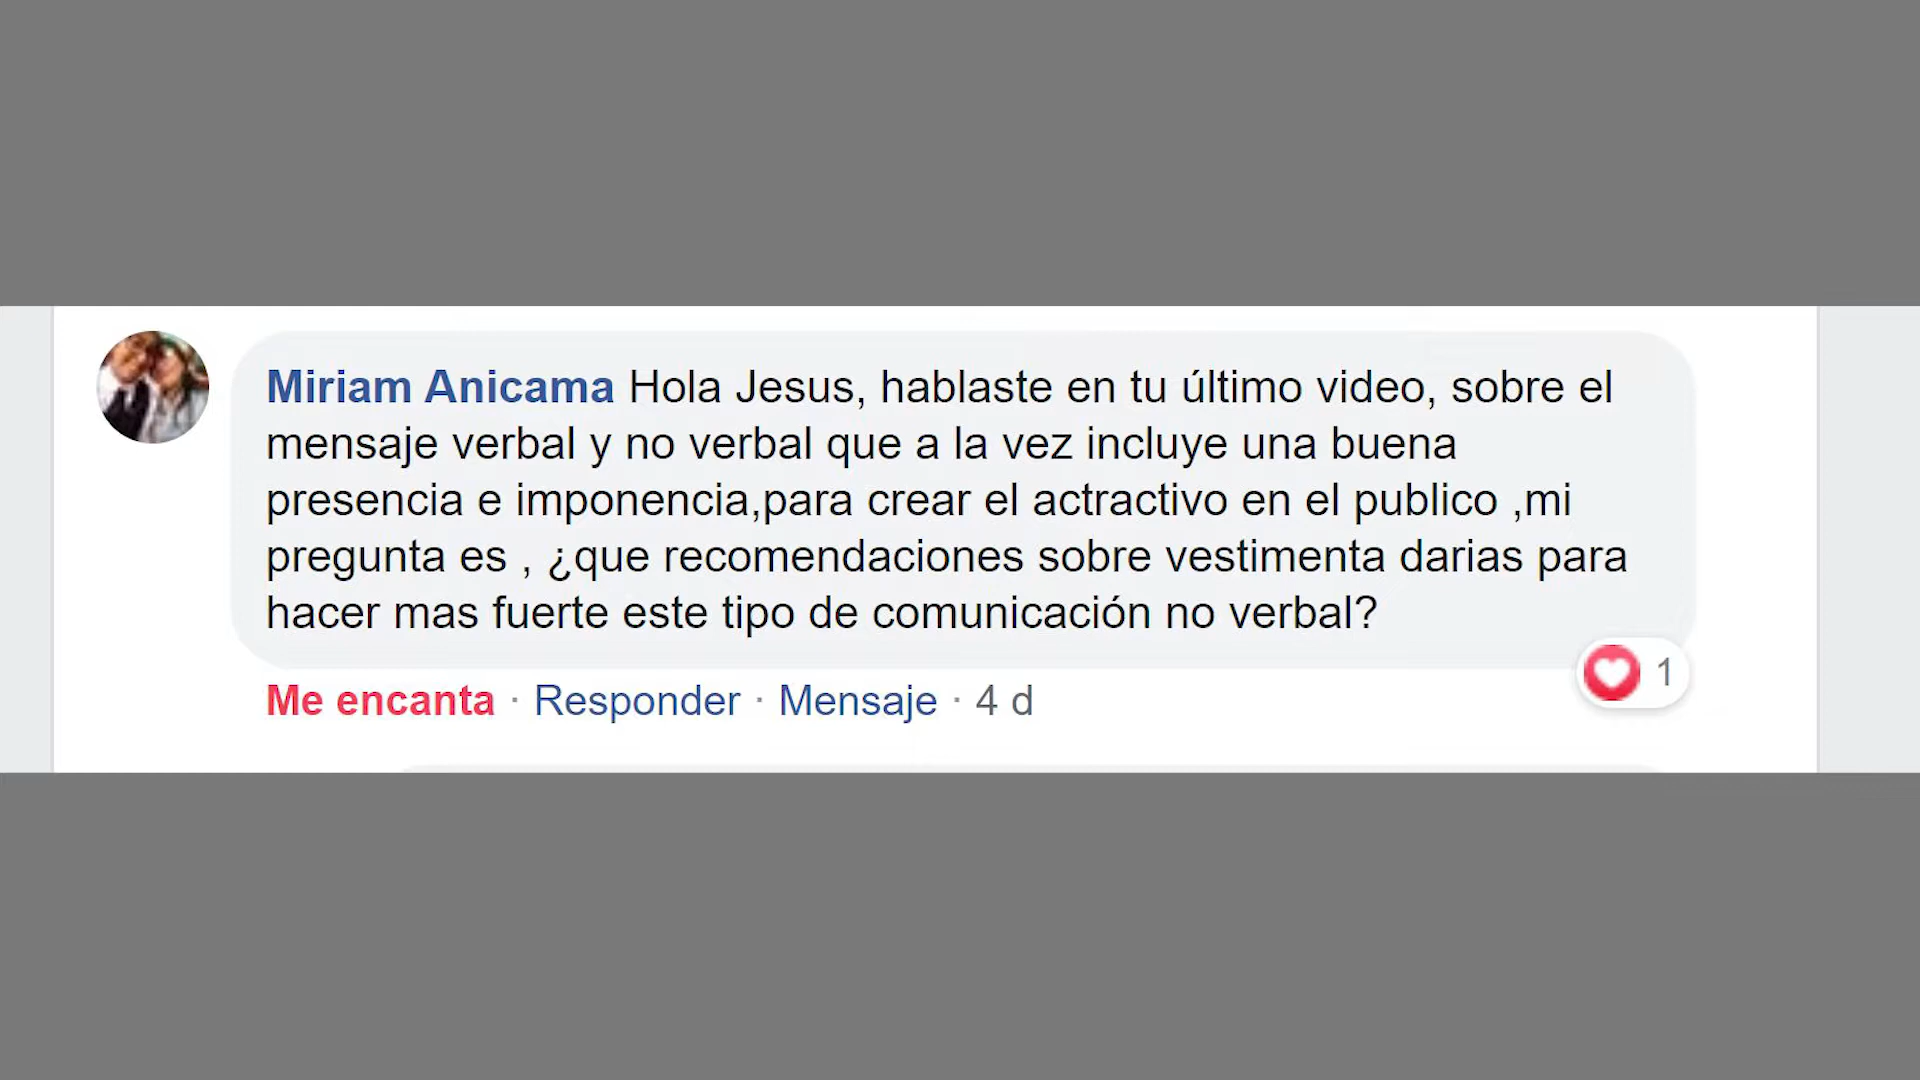 Miriam Anicama Hola Jesus, hablaste en tu último video, sobre el
mensaje verbal y no verbal que a la vez incluye una buena
presencia e imponencia,para crear el actractivo en el publico ,mi
pregunta es , ¿que recomendaciones sobre vestimenta darias para
hacer mas fuerte este tipo de comunicación no verbal?
1
Me encanta · Responder · Mensaje · 4 d